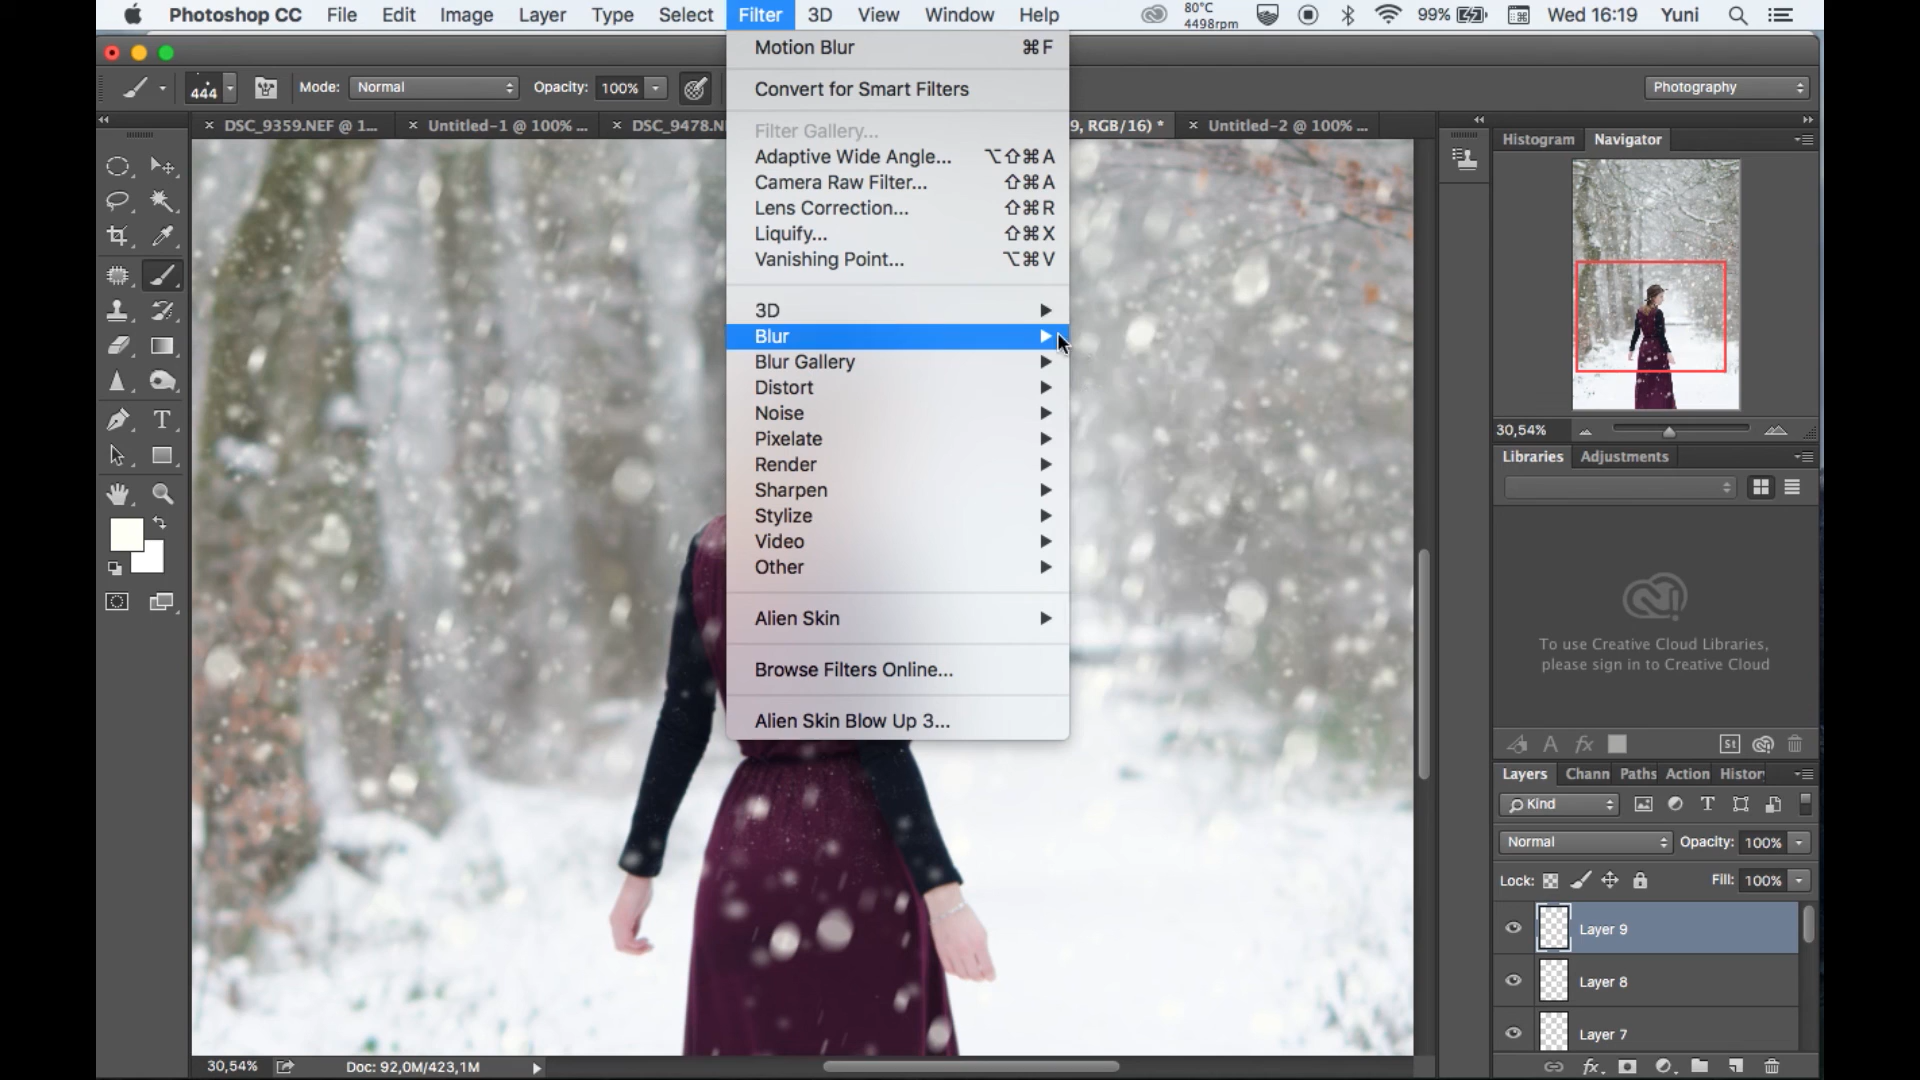 Photoshop CC File Edit Image Layer Type Select Filter 3D View Window Help 80°C 4498rpm 99% Wed 16:19 Yuni
444 Mode: Normal Opacity: 100% Photography
DSC_9359.NEF @ 1... Untitled-1 @ 100% ... DSC_9478.N 9, RGB/16) * Untitled-2 @ 100% ...
Motion Blur ⌘F
Convert for Smart Filters
Filter Gallery...
Adaptive Wide Angle... ⌥⇧⌘A
Camera Raw Filter... ⇧⌘A
Lens Correction... ⇧⌘R
Liquify... ⇧⌘X
Vanishing Point... ⌥⌘V
3D
Blur
Blur Gallery
Distort
Noise
Pixelate
Render
Sharpen
Stylize
Video
Other
Alien Skin
Browse Filters Online...
Alien Skin Blow Up 3...
Histogram Navigator
30,54%
Libraries Adjustments
To use Creative Cloud Libraries,
please sign in to Creative Cloud
St
Layers Chann Paths Action Histor
Kind
Normal Opacity: 100%
Lock: Fill: 100%
Layer 9
Layer 8
Layer 7
30,54% Doc: 92,0M/423,1M